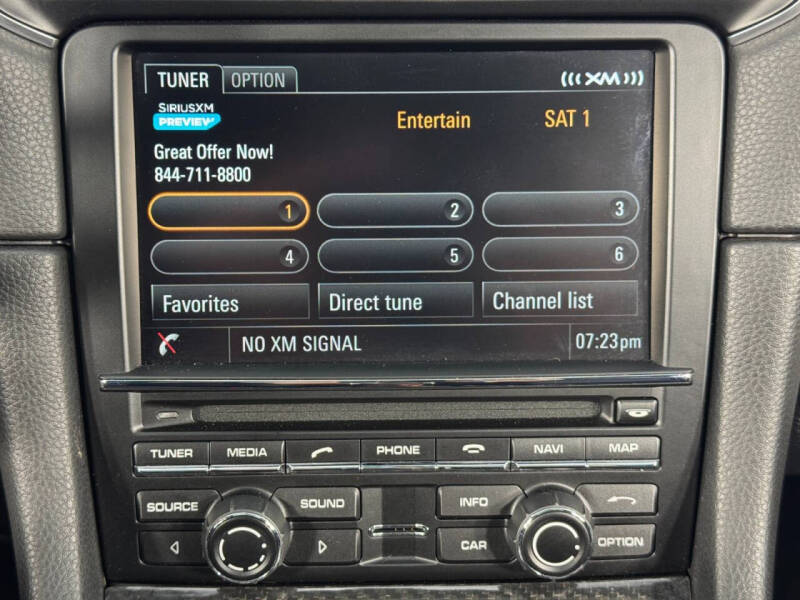 TUNER OPTION XM
SIRIUSXM
PREVIEW
Entertain SAT 1
Great Offer Now!
844-711-8800
1 2 3
4 5 6
Favorites Direct tune Channel list
NO XM SIGNAL 07:23pm
TUNER MEDIA PHONE NAVI MAP
SOURCE SOUND INFO
CAR OPTION